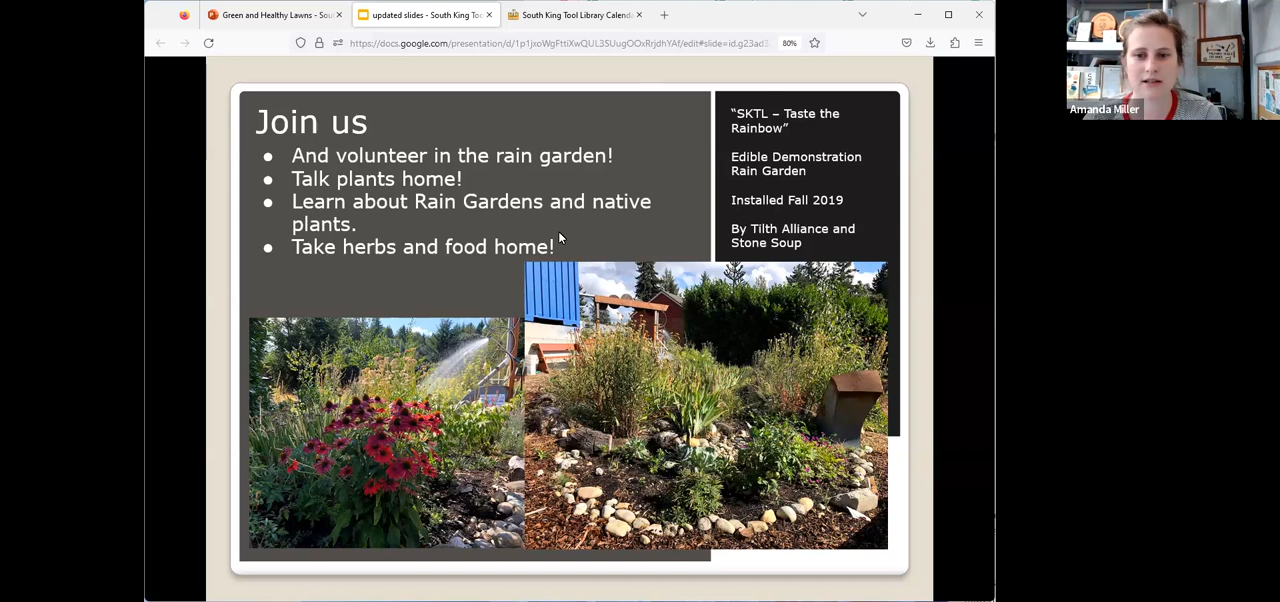 Green and Healthy Lawns - Sou
updated slides - South King Too
South King Tool Library Calenda
https://docs.google.com/presentation/d/1p1jxoWgFttiXwQUL3SUugOOxRrjdhYAf/edit#slide=id.g23ad3
80%
Amanda Miller
Join us
● And volunteer in the rain garden!
● Talk plants home!
● Learn about Rain Gardens and native
plants.
● Take herbs and food home!
“SKTL – Taste the
Rainbow”
Edible Demonstration
Rain Garden
Installed Fall 2019
By Tilth Alliance and
Stone Soup